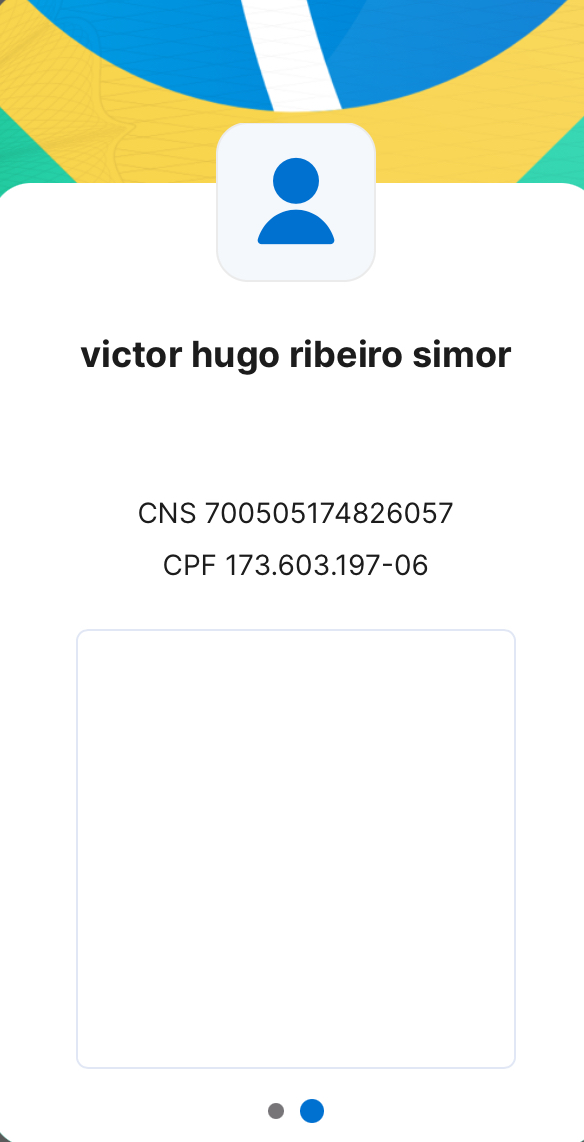 victor hugo ribeiro simor
CNS 700505174826057
CPF 173.603.197-06